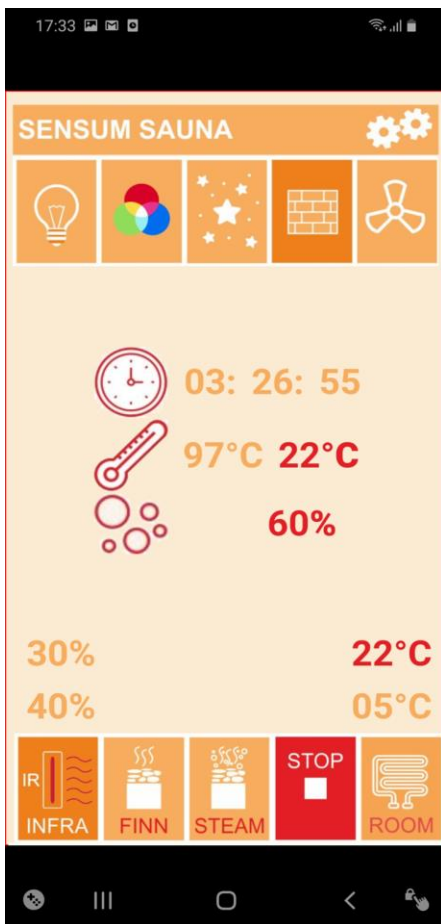 17:33
SENSUM SAUNA
03: 26: 55
97°C 22°C
60%
30% 22°C
40% 05°C
IR
INFRA
FINN
STEAM
STOP
ROOM